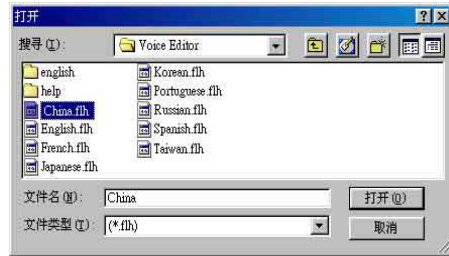 打开
搜寻(I): Voice Editor
english
help
China.flh
English.flh
French.flh
Japanese.flh
Korean.flh
Portuguese.flh
Russian.flh
Spanish.flh
Taiwan.flh
文件名(N): China 打开(O)
文件类型(T): (*.flh) 取消